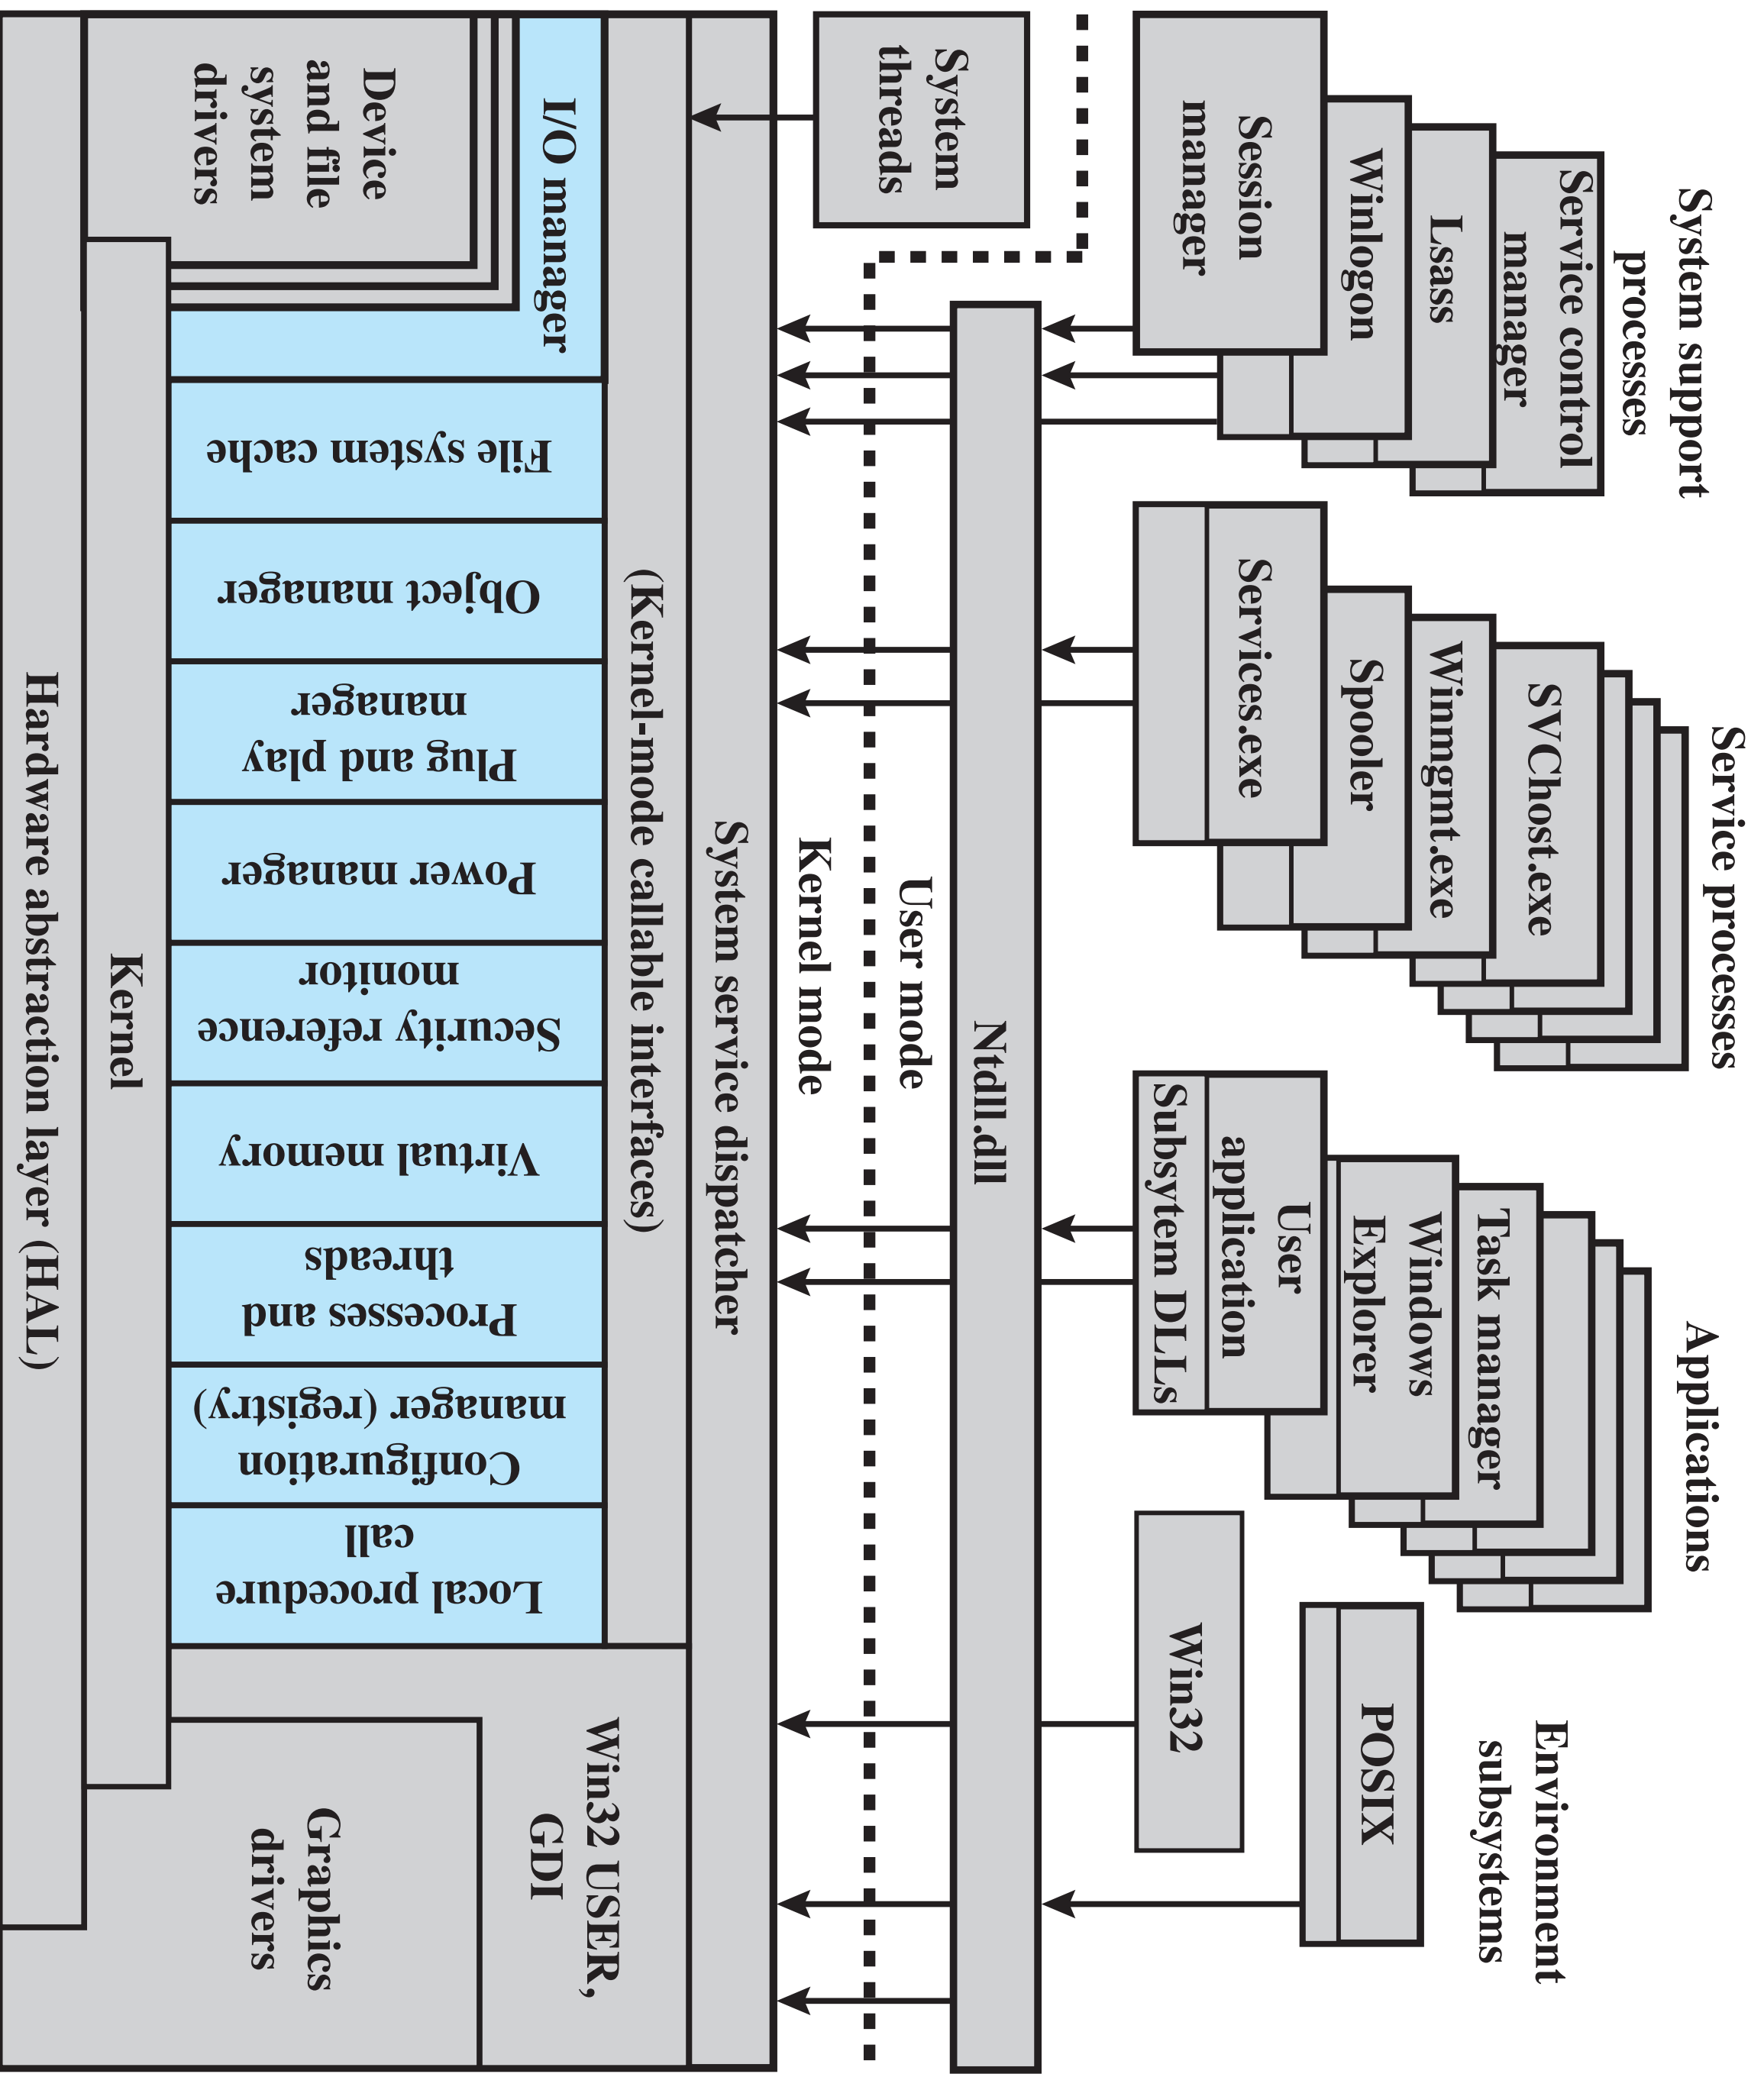 System support
processes
Service control
manager
Lsass
Winlogon
Session
manager
Service processes
SVChost.exe
Winmgmt.exe
Spooler
Services.exe
Applications
Task manager
Windows
Explorer
User
application
Subsytem DLLs
Environment
subsystems
POSIX
Win32
System
threads
Ntdll.dll
User mode
Kernel mode
System service dispatcher
(Kernel-mode callable interfaces)
Win32 USER,
GDI
I/O manager
Device
and file
system
drivers
File system cache
Object manager
Plug and play
manager
Power manager
Security reference
monitor
Virtual memory
Processes and
threads
Configuration
manager (registry)
Local procedure
call
Graphics
drivers
Kernel
Hardware abstraction layer (HAL)